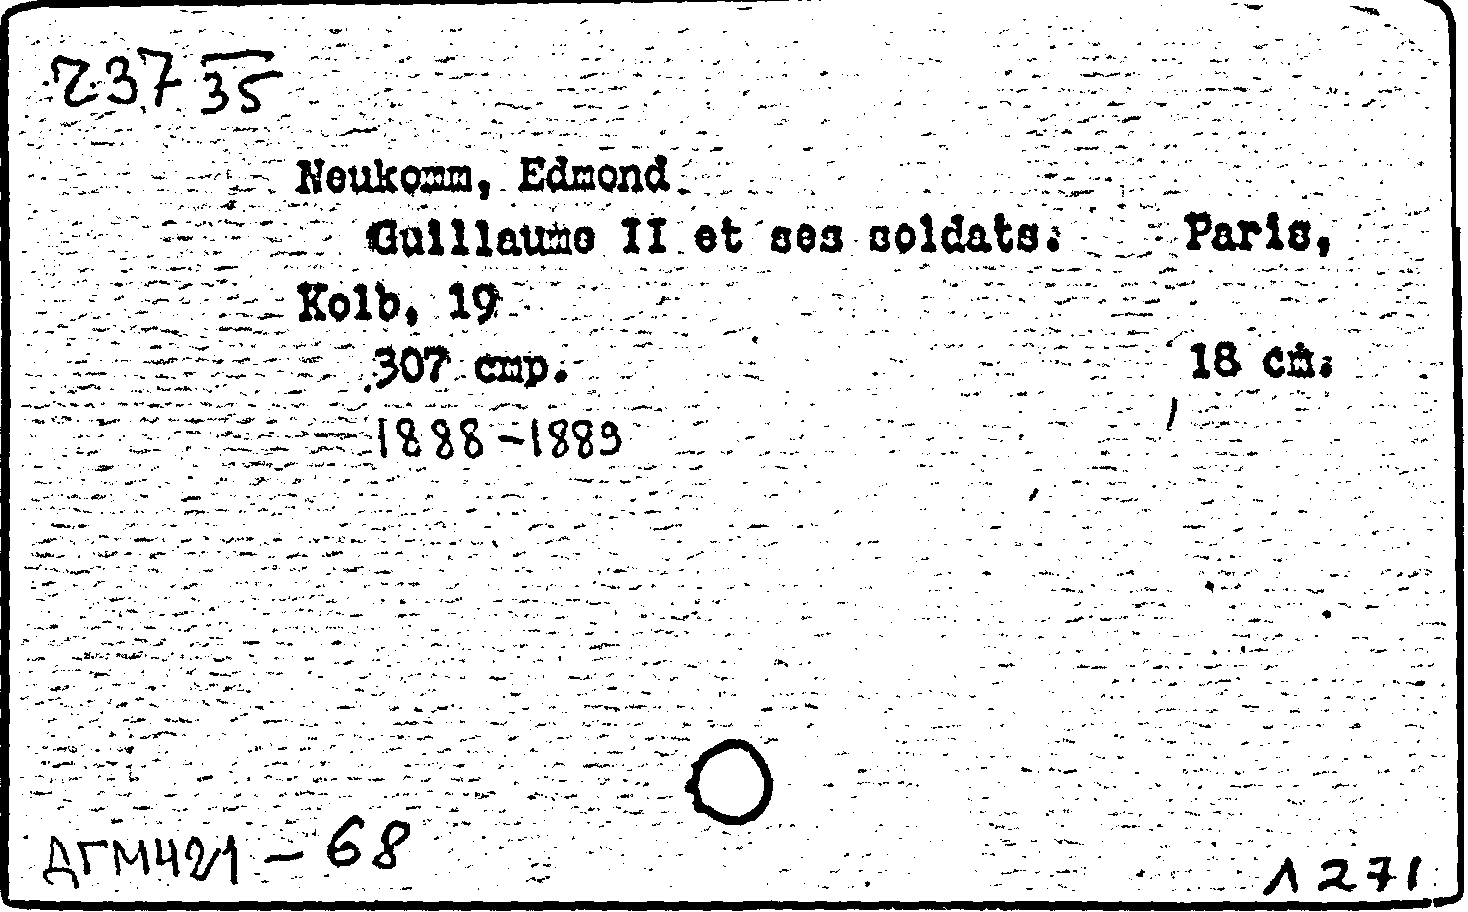 237 35
Neukomm, Edmond.
Guillaume II et ses soldats. Paris,
Kolb, 19
307 стр. 18 см.
1888-1889
ДГМ421 - 68
Л 271